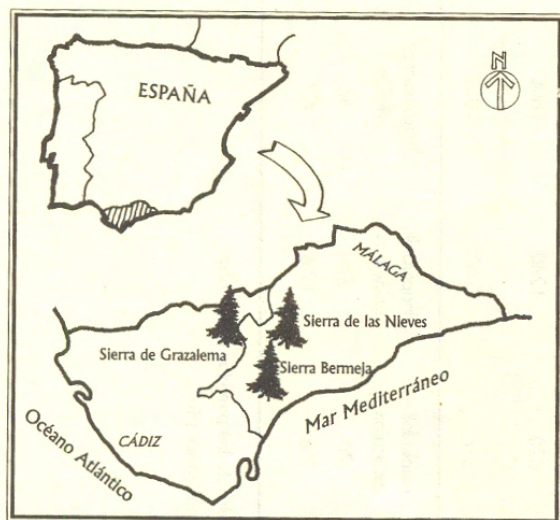 ESPAÑA
N
MÁLAGA
Sierra de las Nieves
Sierra de Grazalema
Sierra Bermeja
Mar Mediterráneo
CÁDIZ
Océano Atlántico